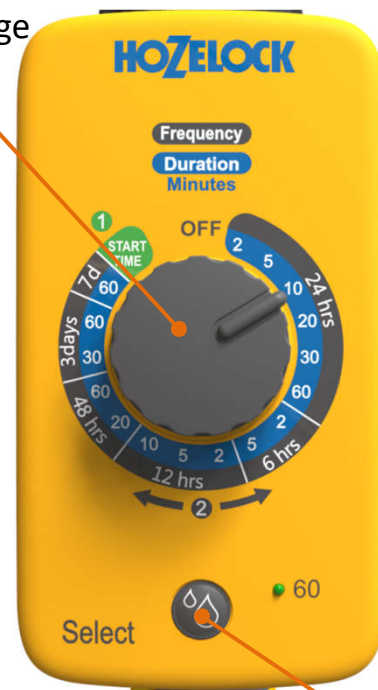 ge
HOZELOCK
Frequency
Duration
Minutes
1
START
TIME
OFF
2
5
10
20
60
24 hrs
2
5
6 hrs
2
5
10
12 hrs
20
60
48 hrs
30
60
3days
60
7d
2
60
Select